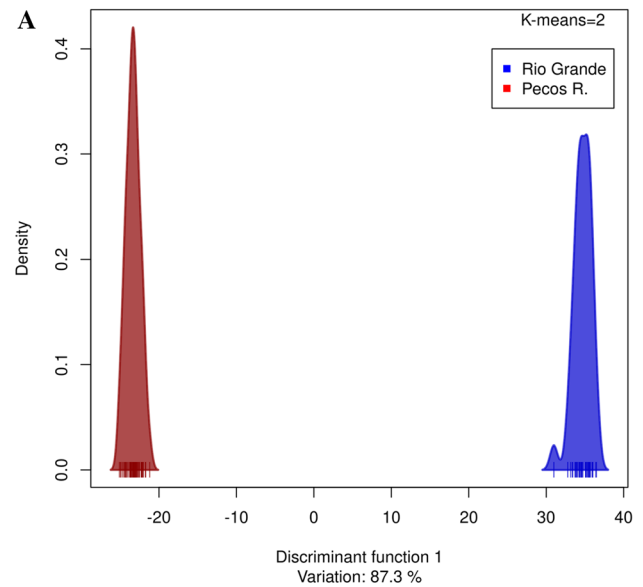 A
K-means=2
Rio Grande
Pecos R.
Density
0.4
0.3
0.2
0.1
0.0
-20 -10 0 10 20 30 40
Discriminant function 1
Variation: 87.3 %